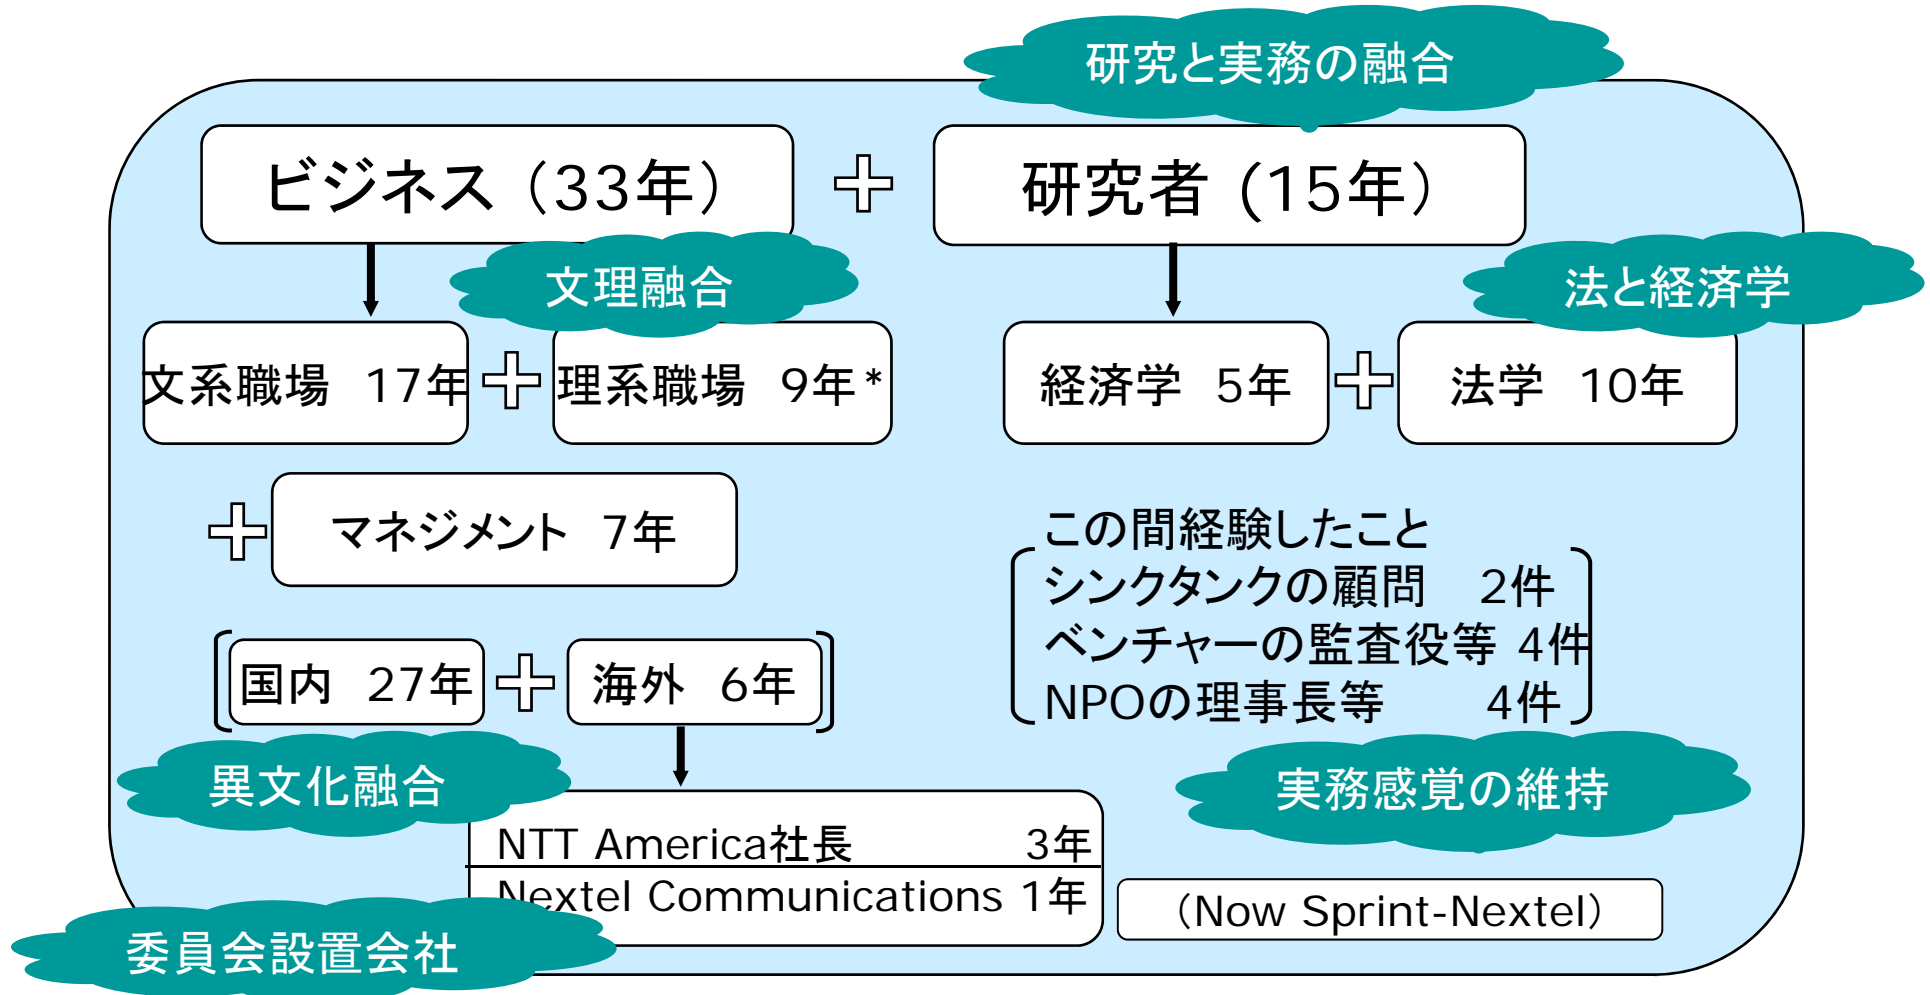 研究と実務の融合
ビジネス（33年）
研究者 (15年）
文理融合
法と経済学
文系職場　17年
理系職場　9年*
経済学　5年
法学　10年
マネジメント　7年
この間経験したこと
シンクタンクの顧問　2件
ベンチャーの監査役等 4件
NPOの理事長等　　4件
国内　27年
海外　6年
異文化融合
実務感覚の維持
NTT America社長　　　3年
Nextel Communications 1年
（Now Sprint-Nextel）
委員会設置会社